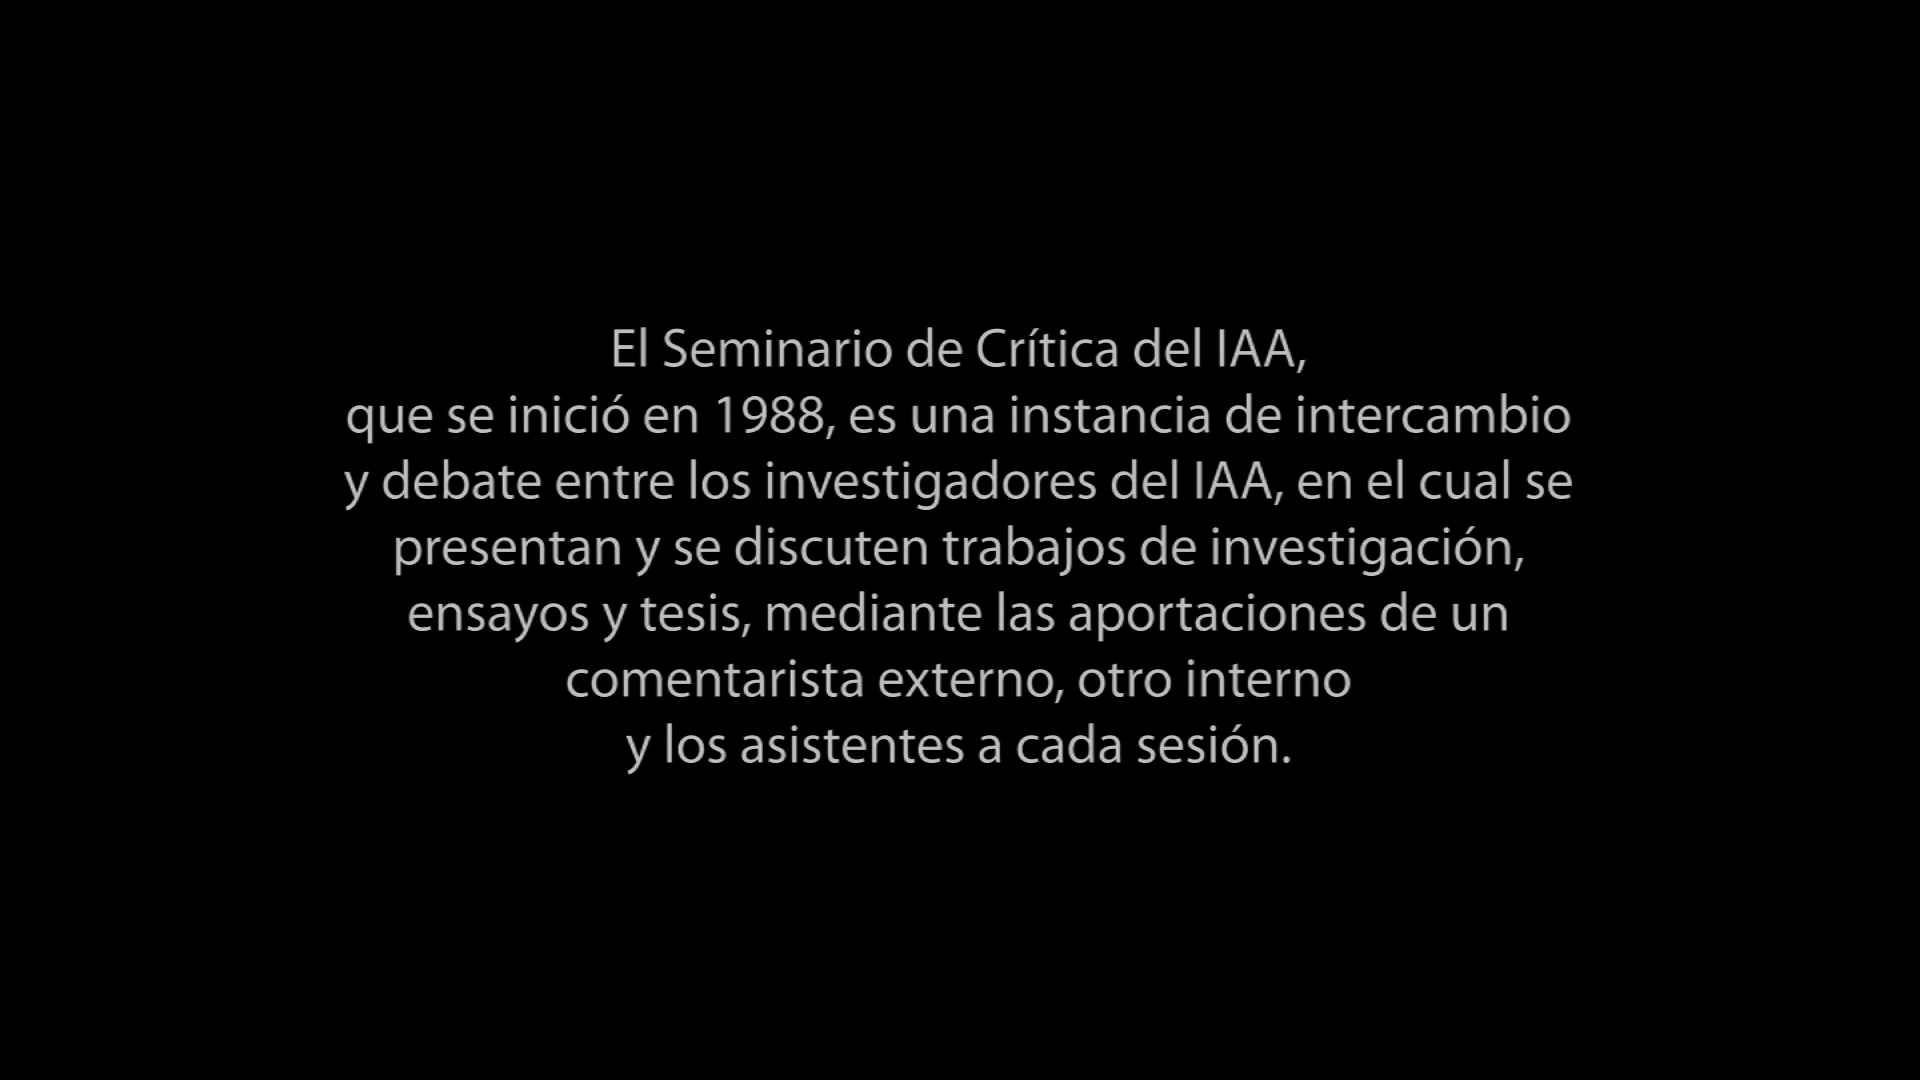 El Seminario de Crítica del IAA,
que se inició en 1988, es una instancia de intercambio
y debate entre los investigadores del IAA, en el cual se
presentan y se discuten trabajos de investigación,
ensayos y tesis, mediante las aportaciones de un
comentarista externo, otro interno
y los asistentes a cada sesión.